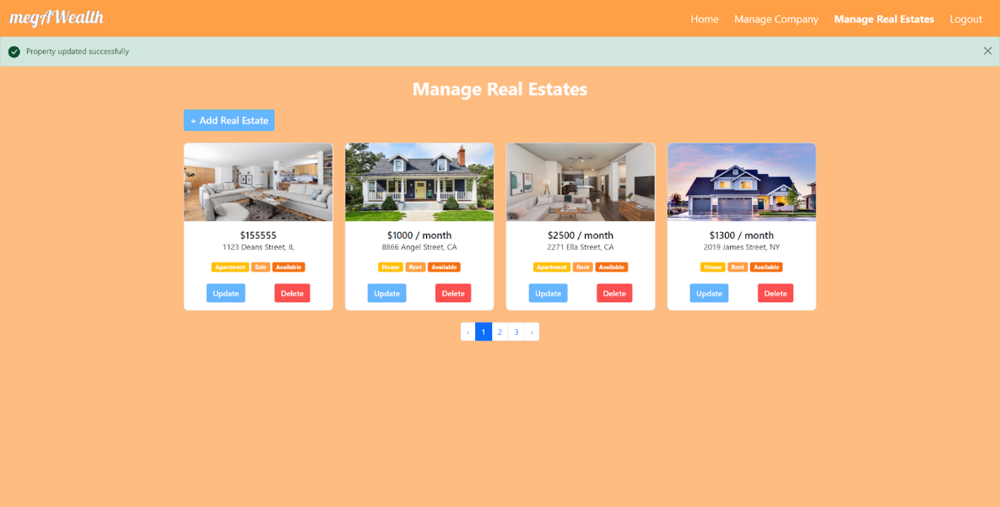 megAWealth
Home Manage Company Manage Real Estates Logout
Property updated successfully
Manage Real Estates
+ Add Real Estate
$155555
1123 Deans Street, IL
Apartment Sale Available
Update Delete
$1000 / month
8866 Angel Street, CA
House Rent Available
Update Delete
$2500 / month
2271 Ella Street, CA
Apartment Rent Available
Update Delete
$1300 / month
2019 James Street, NY
House Rent Available
Update Delete
‹ 1 2 3 ›